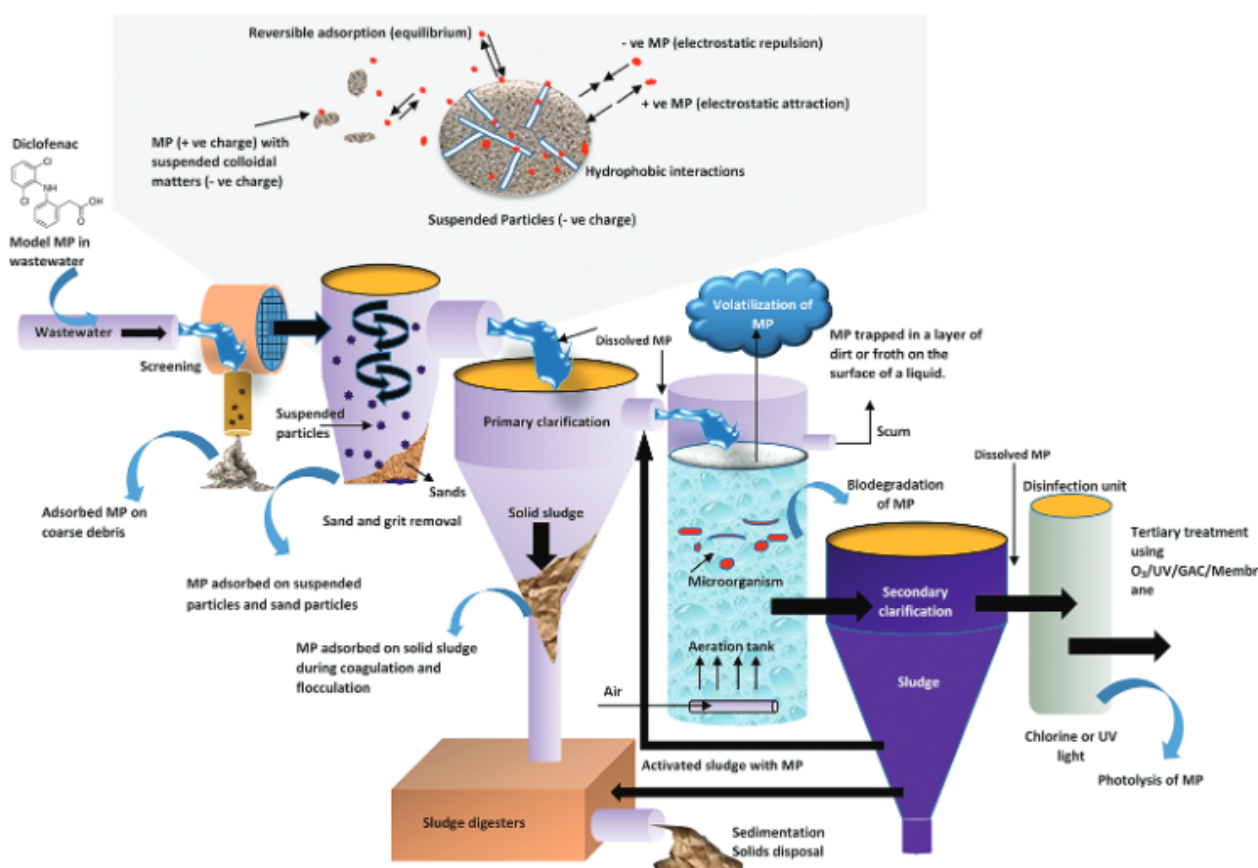 Reversible adsorption (equilibrium)
- ve MP (electrostatic repulsion)
+ ve MP (electrostatic attraction)
MP (+ ve charge) with
suspended colloidal
matters (- ve charge)
Hydrophobic interactions
Suspended Particles (- ve charge)
Diclofenac
Cl
NH
Cl
OH
O
Model MP in
wastewater
Wastewater
Screening
Suspended
particles
Sands
Sand and grit removal
Adsorbed MP on
coarse debris
MP adsorbed on suspended
particles and sand particles
Primary clarification
Solid sludge
MP adsorbed on solid sludge
during coagulation and
flocculation
Dissolved MP
Volatilization of
MP
MP trapped in a layer of
dirt or froth on the
surface of a liquid.
Scum
Biodegradation
of MP
Microorganism
Aeration tank
Air
Dissolved MP
Secondary
clarification
Sludge
Disinfection unit
Tertiary treatment
using
O₃/UV/GAC/Membr
ane
Chlorine or UV
light
Photolysis of MP
Activated sludge with MP
Sludge digesters
Sedimentation
Solids disposal